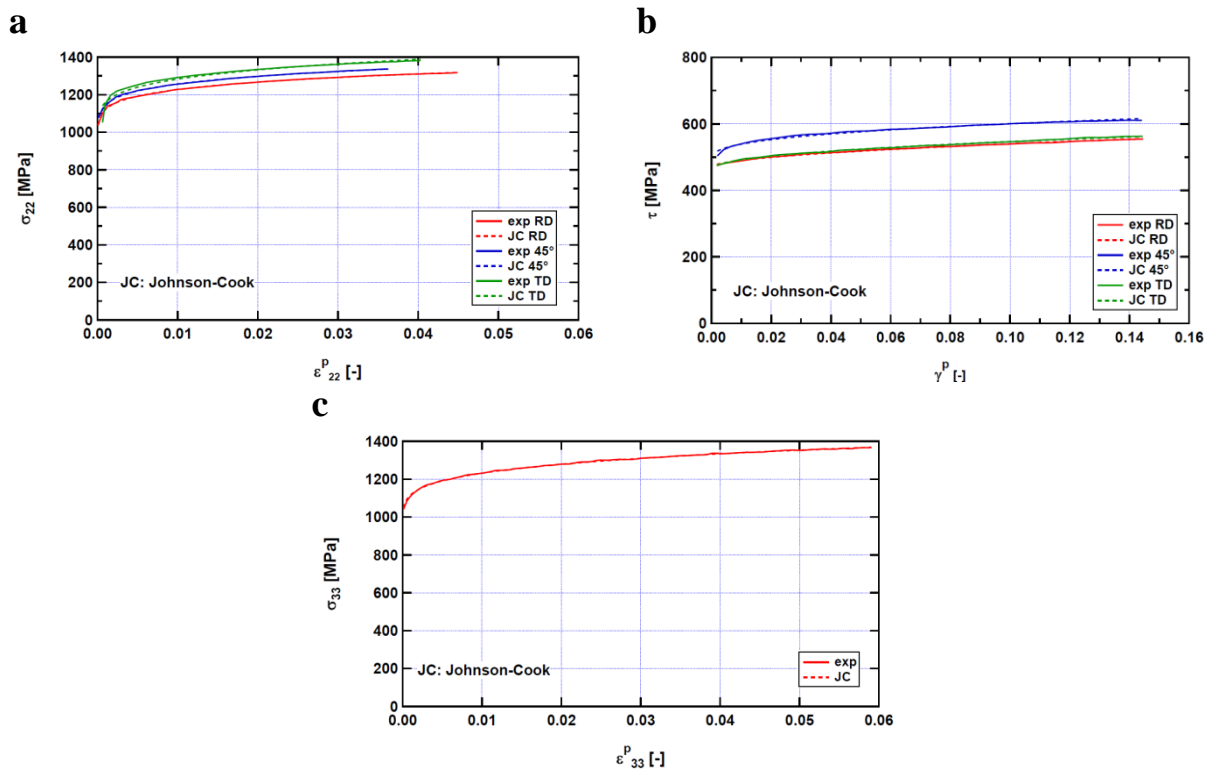 a
1400
1200
1000
800
600
400
200
0
σ22 [MPa]
exp RD
JC RD
exp 45°
JC 45°
exp TD
JC TD
JC: Johnson-Cook
0.00 0.01 0.02 0.03 0.04 0.05 0.06
ε^p_22 [-]
b
800
600
400
200
0
τ [MPa]
exp RD
JC RD
exp 45°
JC 45°
exp TD
JC TD
JC: Johnson-Cook
0.00 0.02 0.04 0.06 0.08 0.10 0.12 0.14 0.16
γ^p [-]
c
1400
1200
1000
800
600
400
200
0
σ33 [MPa]
exp
JC
JC: Johnson-Cook
0.00 0.01 0.02 0.03 0.04 0.05 0.06
ε^p_33 [-]